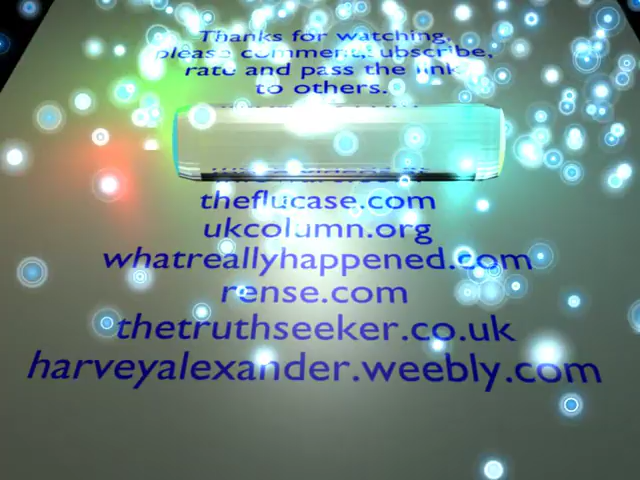 Thanks for watching,
please comment, subscribe,
rate and pass the link
to others.
theflucase.com
ukcolumn.org
whatreallyhappened.com
rense.com
thetruthseeker.co.uk
harveyalexander.weebly.com